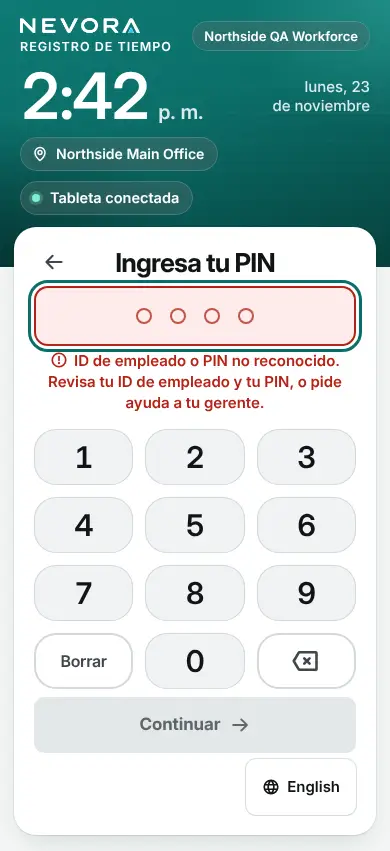 NEVORA
REGISTRO DE TIEMPO
Northside QA Workforce
2:42 p. m.
lunes, 23
de noviembre
Northside Main Office
Tableta conectada
Ingresa tu PIN
ID de empleado o PIN no reconocido.
Revisa tu ID de empleado y tu PIN, o pide
ayuda a tu gerente.
1 2 3
4 5 6
7 8 9
Borrar 0
Continuar
English